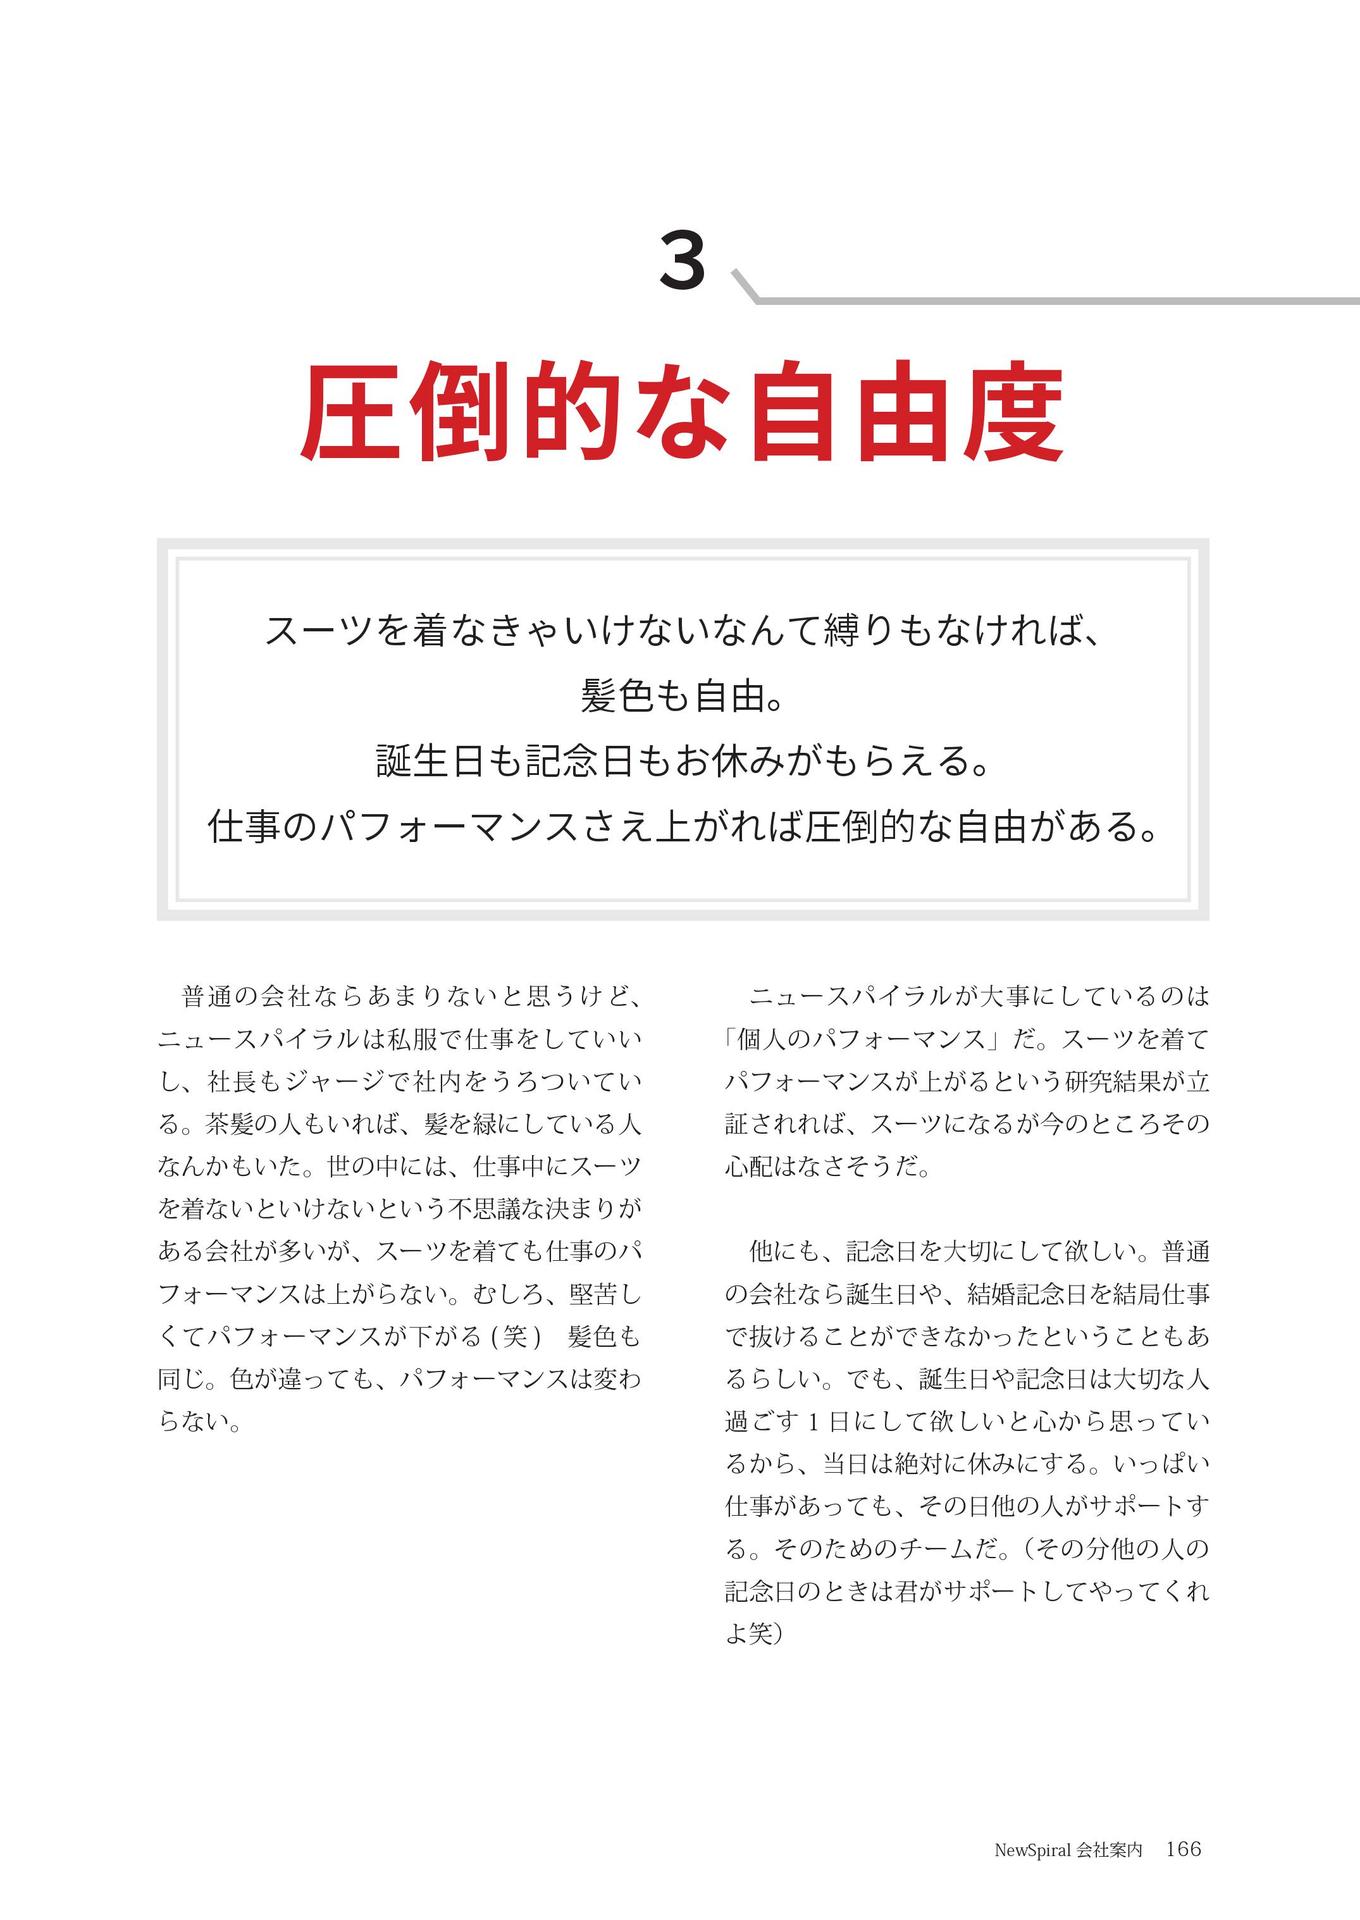 3
圧倒的な自由度
スーツを着なきゃいけないなんて縛りもなければ、
髪色も自由。
誕生日も記念日もお休みがもらえる。
仕事のパフォーマンスさえ上がれば圧倒的な自由がある。
普通の会社ならあまりないと思うけど、
ニュースパイラルは私服で仕事をしていい
し、社長もジャージで社内をうろついてい
る。茶髪の人もいれば、髪を緑にしている人
なんかもいた。世の中には、仕事中にスーツ
を着ないといけないという不思議な決まりが
ある会社が多いが、スーツを着ても仕事のパ
フォーマンスは上がらない。むしろ、堅苦し
くてパフォーマンスが下がる (笑)　髪色も
同じ。色が違っても、パフォーマンスは変わ
らない。
ニュースパイラルが大事にしているのは
「個人のパフォーマンス」だ。スーツを着て
パフォーマンスが上がるという研究結果が立
証されれば、スーツになるが今のところその
心配はなさそうだ。
他にも、記念日を大切にして欲しい。普通
の会社なら誕生日や、結婚記念日を結局仕事
で抜けることができなかったということもあ
るらしい。でも、誕生日や記念日は大切な人
過ごす 1 日にして欲しいと心から思ってい
るから、当日は絶対に休みにする。いっぱい
仕事があっても、その日他の人がサポートす
る。そのためのチームだ。（その分他の人の
記念日のときは君がサポートしてやってくれ
よ笑）
NewSpiral 会社案内　166